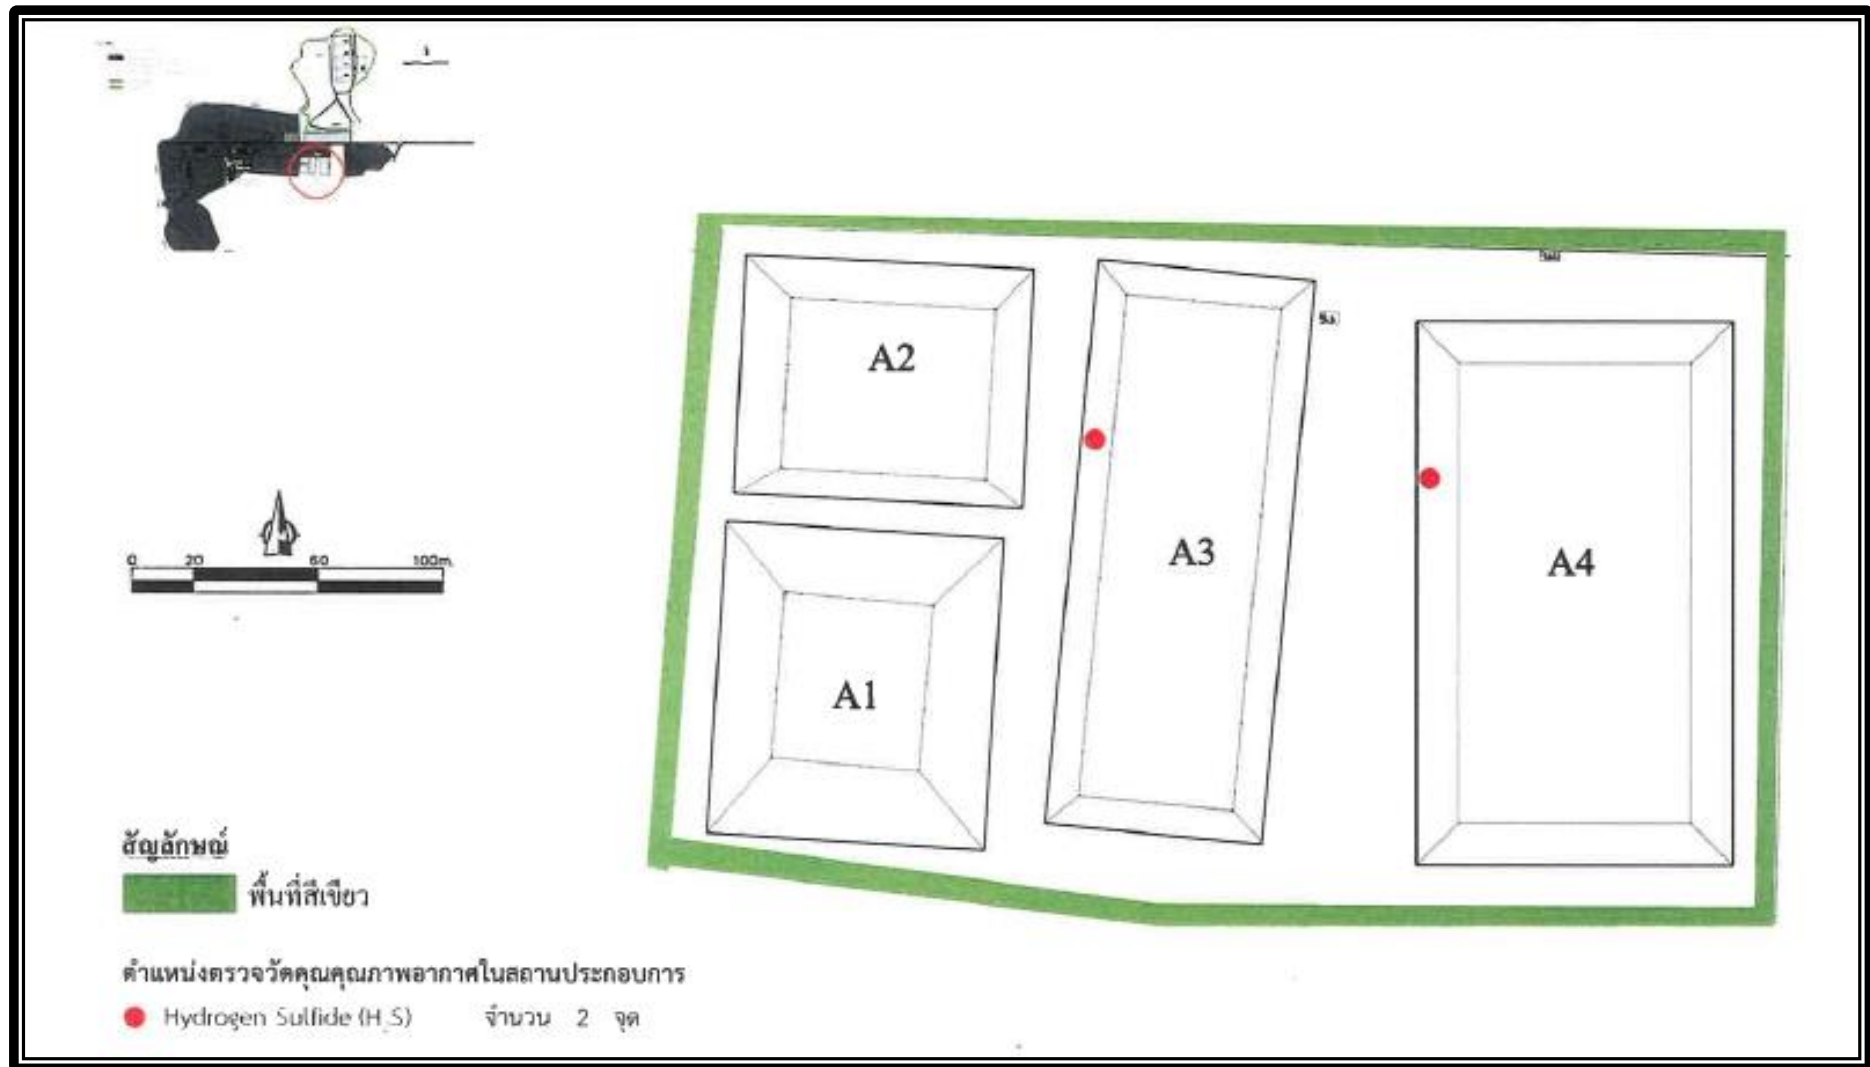 A2
A3
A4
A1
0 20 60 100m.
สัญลักษณ์
พื้นที่สีเขียว
ตำแหน่งตรวจวัดคุณคุณภาพอากาศในสถานประกอบการ
Hydrogen Sulfide (H2S) จำนวน 2 จุด